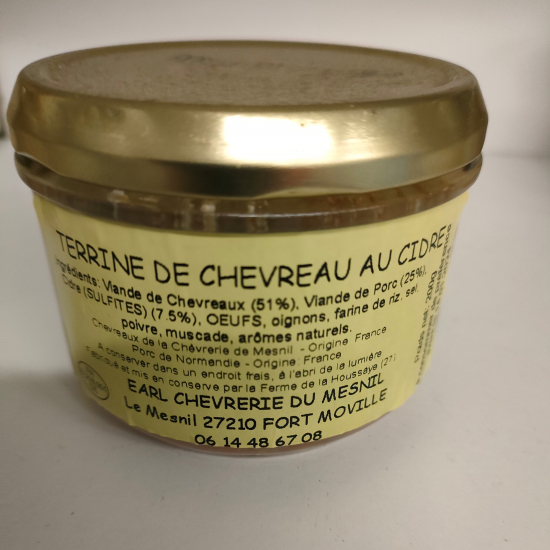 TERRINE DE CHEVREAU AU CIDRE
Ingrédients: Viande de Chevreaux (51%), Viande de Porc (25%),
Cidre (SULFITES) (7.5%), OEUFS, oignons, farine de riz, sel,
poivre, muscade, arômes naturels.
Chevreaux de la Chèvrerie de Mesnil - Origine France
Porc de Normandie - Origine France
A conserver dans un endroit frais, à l'abri de la lumière
Fabriqué et mis en conserve par la Ferme de la Houssaye (27)
EARL CHEVRERIE DU MESNIL
Le Mesnil 27210 FORT MOVILLE
06 14 48 67 08
Poids net: 200